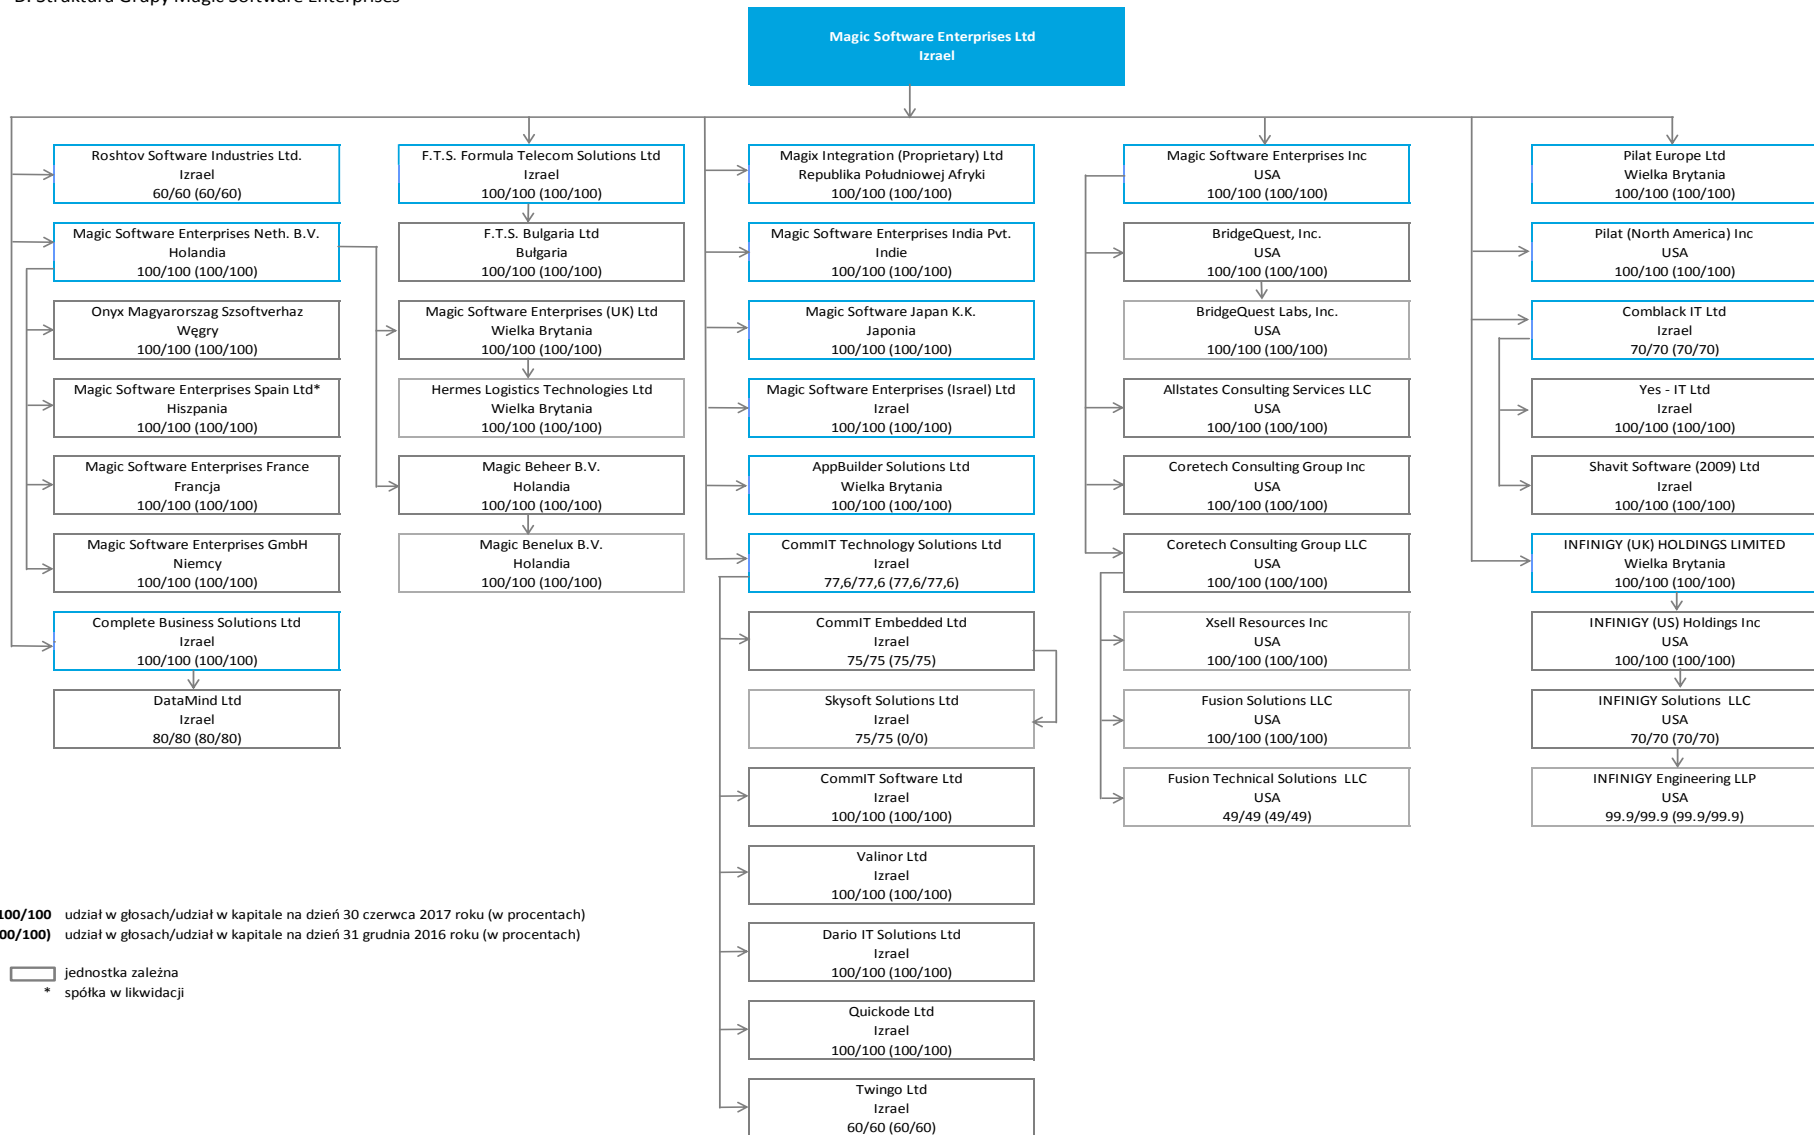 D. Struktura Grupy Magic Software Enterprises
Magic Software Enterprises Ltd
Izrael
Roshtov Software Industries Ltd.
Izrael
60/60 (60/60)
Magic Software Enterprises Neth. B.V.
Holandia
100/100 (100/100)
Onyx Magyarorszag Szsoftverhaz
Węgry
100/100 (100/100)
Magic Software Enterprises Spain Ltd*
Hiszpania
100/100 (100/100)
Magic Software Enterprises France
Francja
100/100 (100/100)
Magic Software Enterprises GmbH
Niemcy
100/100 (100/100)
Complete Business Solutions Ltd
Izrael
100/100 (100/100)
DataMind Ltd
Izrael
80/80 (80/80)
F.T.S. Formula Telecom Solutions Ltd
Izrael
100/100 (100/100)
F.T.S. Bulgaria Ltd
Bułgaria
100/100 (100/100)
Magic Software Enterprises (UK) Ltd
Wielka Brytania
100/100 (100/100)
Hermes Logistics Technologies Ltd
Wielka Brytania
100/100 (100/100)
Magic Beheer B.V.
Holandia
100/100 (100/100)
Magic Benelux B.V.
Holandia
100/100 (100/100)
Magix Integration (Proprietary) Ltd
Republika Południowej Afryki
100/100 (100/100)
Magic Software Enterprises India Pvt.
Indie
100/100 (100/100)
Magic Software Japan K.K.
Japonia
100/100 (100/100)
Magic Software Enterprises (Israel) Ltd
Izrael
100/100 (100/100)
AppBuilder Solutions Ltd
Wielka Brytania
100/100 (100/100)
CommIT Technology Solutions Ltd
Izrael
77,6/77,6 (77,6/77,6)
CommIT Embedded Ltd
Izrael
75/75 (75/75)
Skysoft Solutions Ltd
Izrael
75/75 (0/0)
CommIT Software Ltd
Izrael
100/100 (100/100)
Valinor Ltd
Izrael
100/100 (100/100)
Dario IT Solutions Ltd
Izrael
100/100 (100/100)
Quickode Ltd
Izrael
100/100 (100/100)
Twingo Ltd
Izrael
60/60 (60/60)
Magic Software Enterprises Inc
USA
100/100 (100/100)
BridgeQuest, Inc.
USA
100/100 (100/100)
BridgeQuest Labs, Inc.
USA
100/100 (100/100)
Allstates Consulting Services LLC
USA
100/100 (100/100)
Coretech Consulting Group Inc
USA
100/100 (100/100)
Coretech Consulting Group LLC
USA
100/100 (100/100)
Xsell Resources Inc
USA
100/100 (100/100)
Fusion Solutions LLC
USA
100/100 (100/100)
Fusion Technical Solutions LLC
USA
49/49 (49/49)
Pilat Europe Ltd
Wielka Brytania
100/100 (100/100)
Pilat (North America) Inc
USA
100/100 (100/100)
Comblack IT Ltd
Izrael
70/70 (70/70)
Yes - IT Ltd
Izrael
100/100 (100/100)
Shavit Software (2009) Ltd
Izrael
100/100 (100/100)
INFINIGY (UK) HOLDINGS LIMITED
Wielka Brytania
100/100 (100/100)
INFINIGY (US) Holdings Inc
USA
100/100 (100/100)
INFINIGY Solutions LLC
USA
70/70 (70/70)
INFINIGY Engineering LLP
USA
99.9/99.9 (99.9/99.9)
100/100 udział w głosach/udział w kapitale na dzień 30 czerwca 2017 roku (w procentach)
00/100) udział w głosach/udział w kapitale na dzień 31 grudnia 2016 roku (w procentach)
jednostka zależna
* spółka w likwidacji